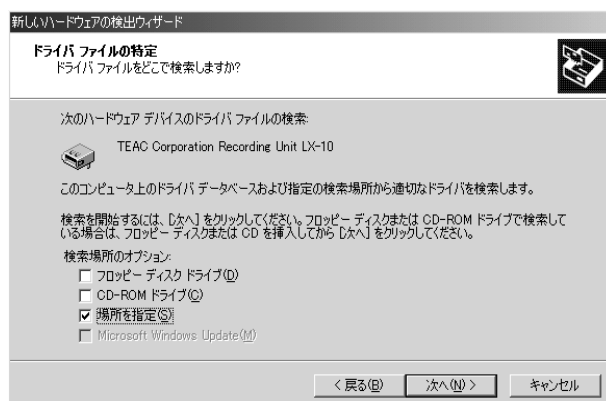 新しいハードウェアの検出ウィザード
ドライバ ファイルの特定
ドライバ ファイルをどこで検索しますか?
次のハードウェア デバイスのドライバ ファイルの検索:
TEAC Corporation Recording Unit LX-10
このコンピュータ上のドライバ データベースおよび指定の検索場所から適切なドライバを検索します。
検索を開始するには、[次へ] をクリックしてください。フロッピー ディスクまたは CD-ROM ドライブで検索して
いる場合は、フロッピー ディスクまたは CD を挿入してから [次へ] をクリックしてください。
検索場所のオプション:
フロッピー ディスク ドライブ(D)
CD-ROM ドライブ(C)
場所を指定(S)
Microsoft Windows Update(M)
< 戻る(B) 次へ(N) > キャンセル